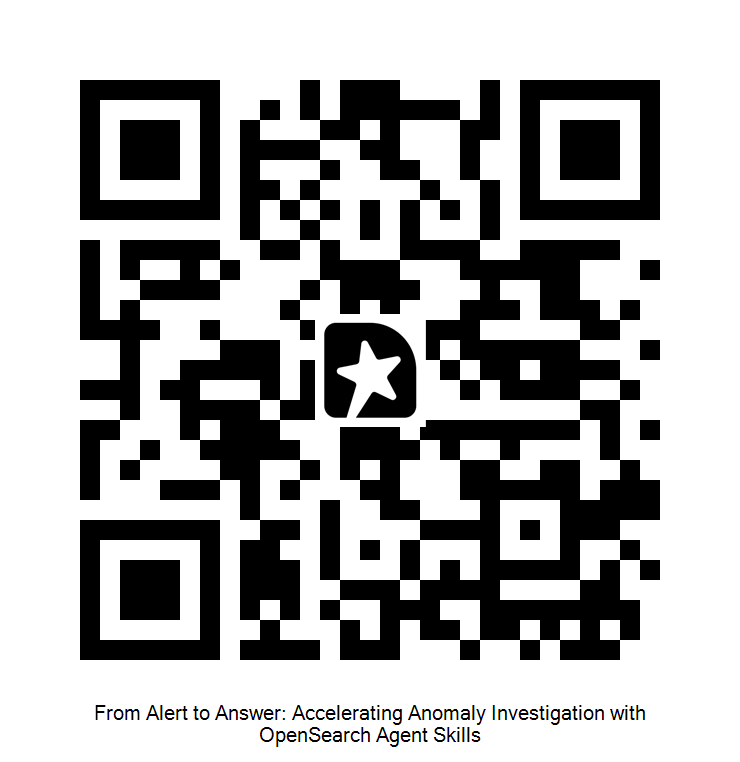 From Alert to Answer: Accelerating Anomaly Investigation with
OpenSearch Agent Skills